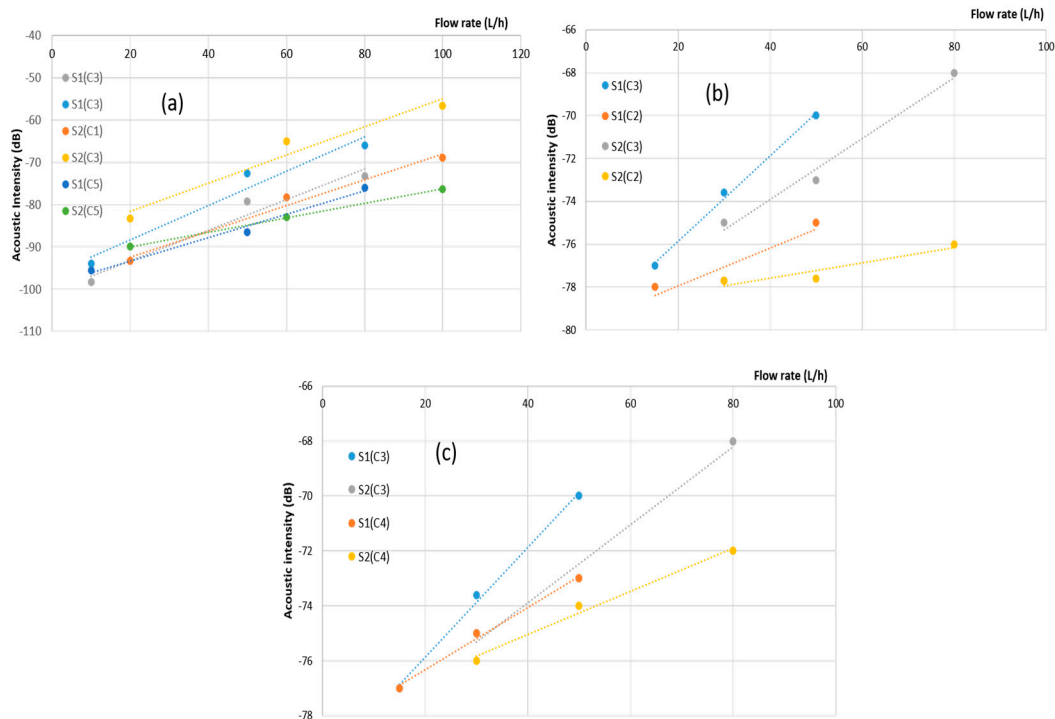 Flow rate (L/h)
0 20 40 60 80 100 120
-40
-50
-60
-70
-80
-90
-100
-110
Acoustic Intensity (dB)
(a)
S1(C3)
S1(C3)
S2(C1)
S2(C3)
S1(C5)
S2(C5)
Flow rate (L/h)
0 20 40 60 80 100
-66
-68
-70
-72
-74
-76
-78
-80
Acoustic intensity (dB)
(b)
S1(C3)
S1(C2)
S2(C3)
S2(C2)
Flow rate (L/h)
0 20 40 60 80 100
-66
-68
-70
-72
-74
-76
-78
Acoustic intensity (dB)
(c)
S1(C3)
S2(C3)
S1(C4)
S2(C4)